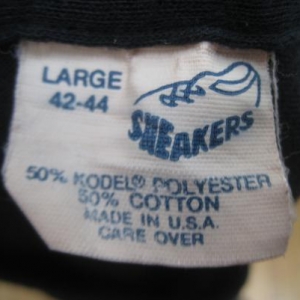 LARGE
42-44
SNEAKERS
50% KODEL® POLYESTER
50% COTTON
MADE IN U.S.A.
CARE OVER